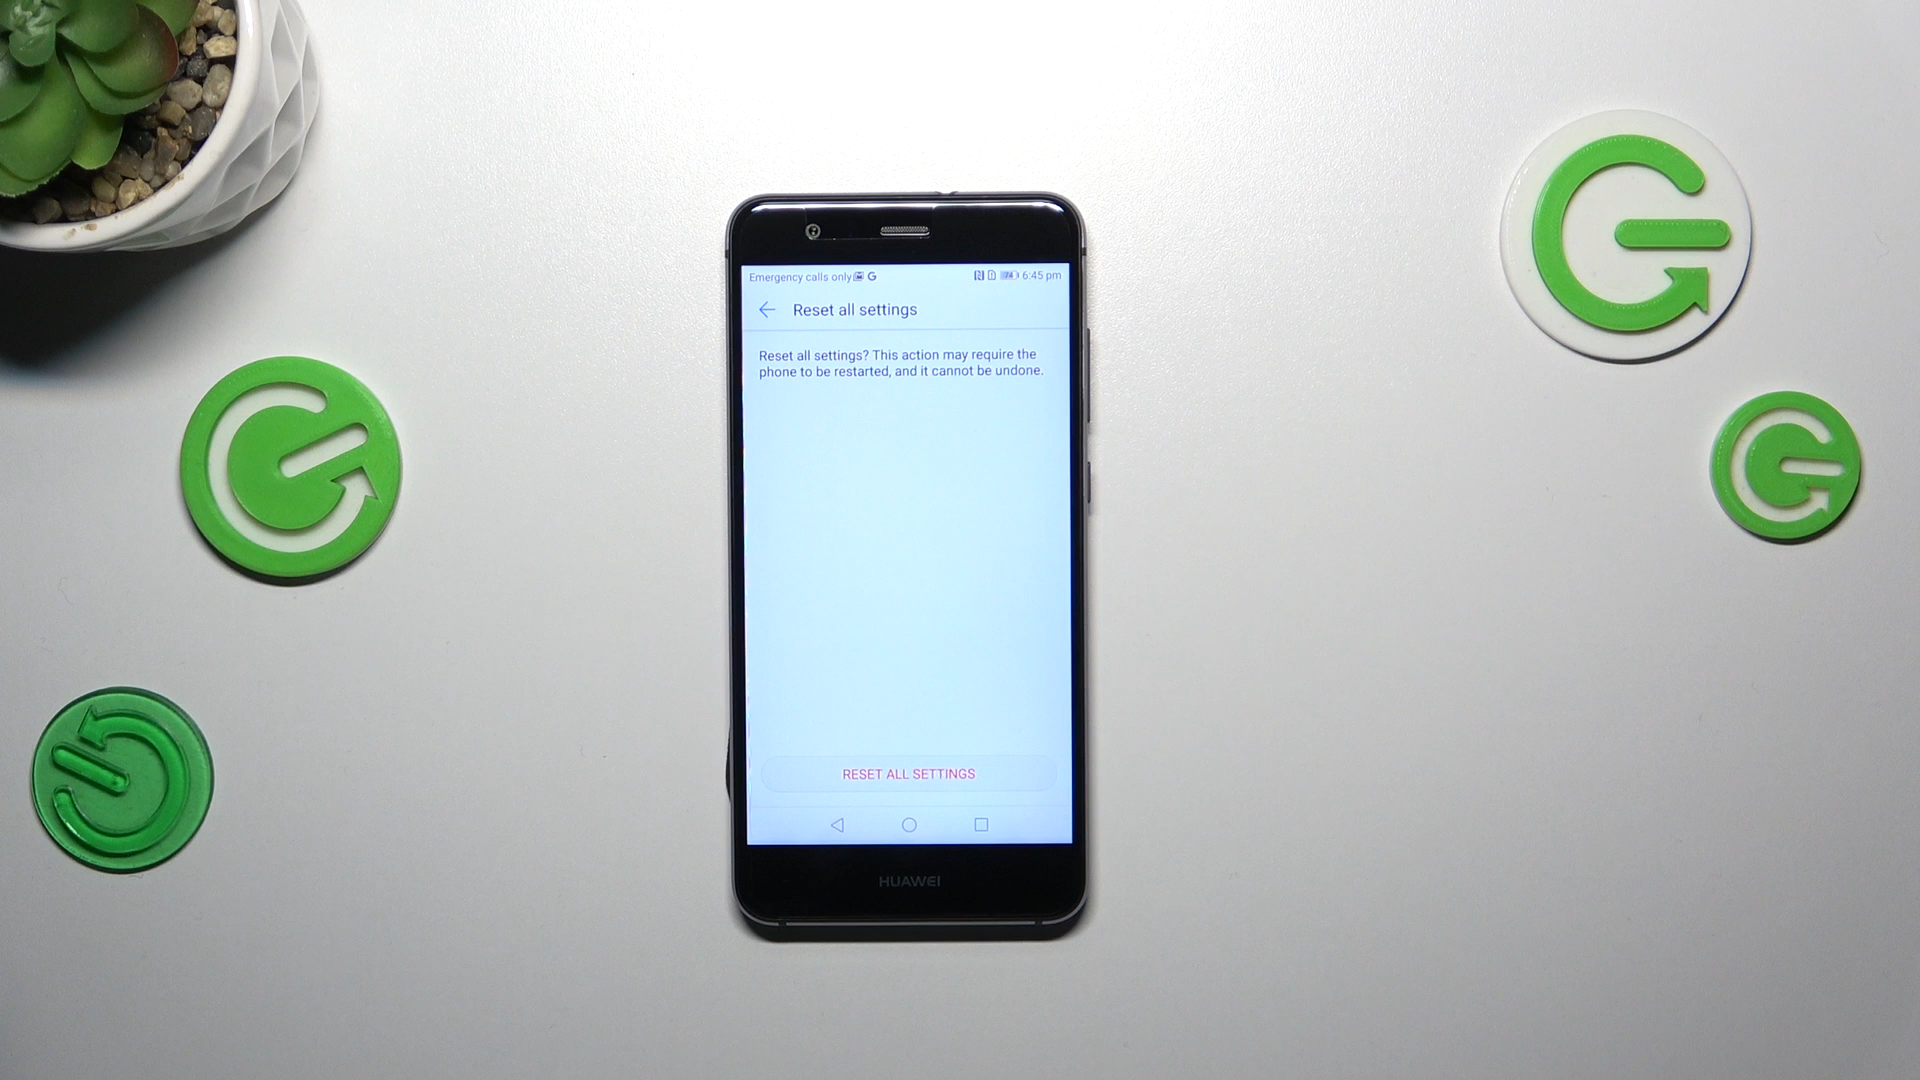 Emergency calls only
74 6:45 pm
Reset all settings
Reset all settings? This action may require the
phone to be restarted, and it cannot be undone.
RESET ALL SETTINGS
HUAWEI